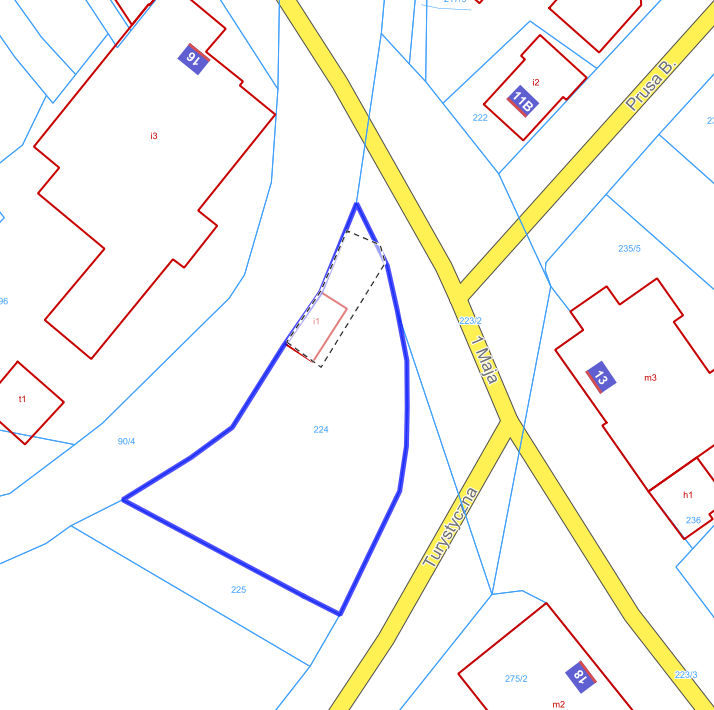 16
i3
i2
11B
222
Prusa B.
235/5
223/2
1 Maja
i1
13
m3
t1
224
90/4
h1
236
Turystyczna
225
275/2
18
223/3
m2